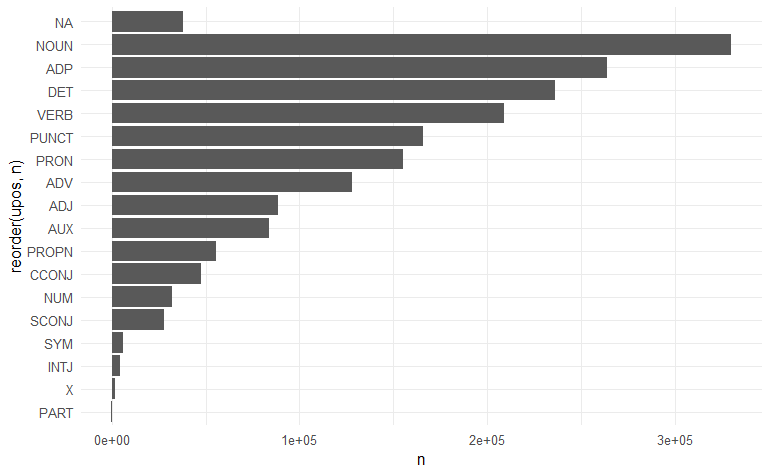 NA
NOUN
ADP
DET
VERB
PUNCT
PRON
ADV
ADJ
AUX
PROPN
CCONJ
NUM
SCONJ
SYM
INTJ
X
PART
reorder(upos, n)
0e+00 1e+05 2e+05 3e+05
n